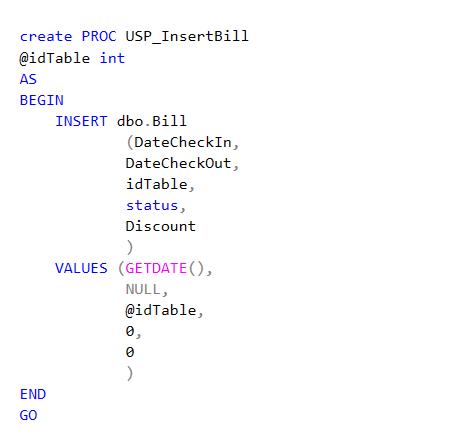 create PROC USP_InsertBill
@idTable int
AS
BEGIN
    INSERT dbo.Bill
            (DateCheckIn,
            DateCheckOut,
            idTable,
            status,
            Discount
            )
    VALUES (GETDATE(),
            NULL,
            @idTable,
            0,
            0
            )
END
GO